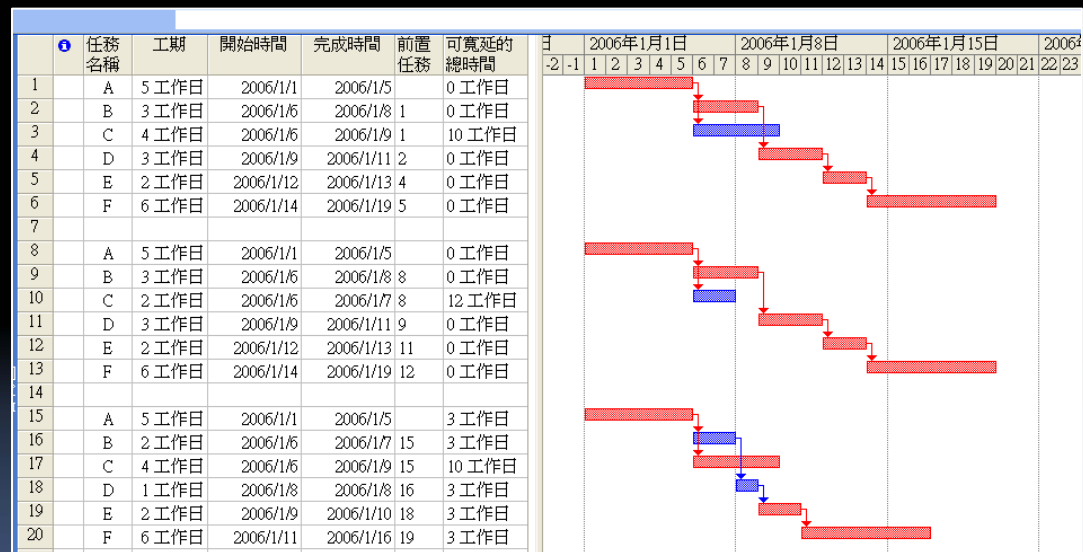 任務名稱 工期 開始時間 完成時間 前置任務 可寬延的總時間 日 2006年1月1日 2006年1月8日 2006年1月15日 2006
-2 -1 1 2 3 4 5 6 7 8 9 10 11 12 13 14 15 16 17 18 19 20 21 22 23
1 A 5 工作日 2006/1/1 2006/1/5 0 工作日
2 B 3 工作日 2006/1/6 2006/1/8 1 0 工作日
3 C 4 工作日 2006/1/6 2006/1/9 1 10 工作日
4 D 3 工作日 2006/1/9 2006/1/11 2 0 工作日
5 E 2 工作日 2006/1/12 2006/1/13 4 0 工作日
6 F 6 工作日 2006/1/14 2006/1/19 5 0 工作日
7
8 A 5 工作日 2006/1/1 2006/1/5 0 工作日
9 B 3 工作日 2006/1/6 2006/1/8 8 0 工作日
10 C 2 工作日 2006/1/6 2006/1/7 8 12 工作日
11 D 3 工作日 2006/1/9 2006/1/11 9 0 工作日
12 E 2 工作日 2006/1/12 2006/1/13 11 0 工作日
13 F 6 工作日 2006/1/14 2006/1/19 12 0 工作日
14
15 A 5 工作日 2006/1/1 2006/1/5 3 工作日
16 B 2 工作日 2006/1/6 2006/1/7 15 3 工作日
17 C 4 工作日 2006/1/6 2006/1/9 15 10 工作日
18 D 1 工作日 2006/1/8 2006/1/8 16 3 工作日
19 E 2 工作日 2006/1/9 2006/1/10 18 3 工作日
20 F 6 工作日 2006/1/11 2006/1/16 19 3 工作日